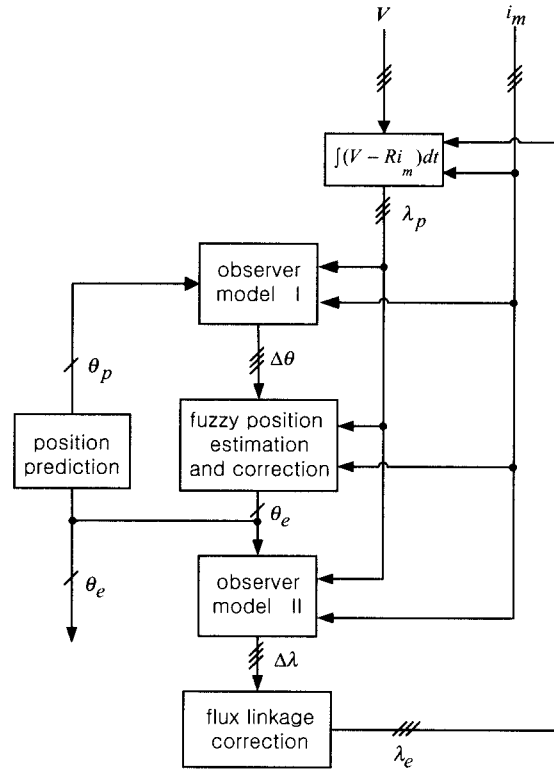 V
i_m
∫(V − Ri_m)dt
λ_p
observer
model I
Δθ
θ_p
fuzzy position
estimation
and correction
position
prediction
θ_e
θ_e
observer
model II
Δλ
flux linkage
correction
λ_e